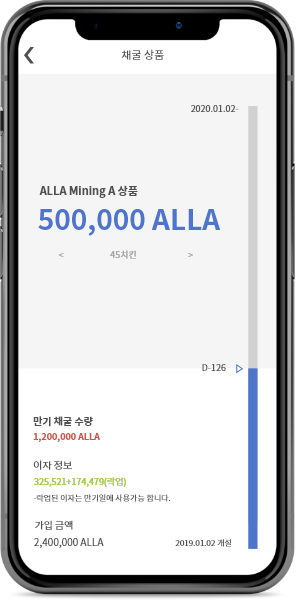 채굴 상품
2020.01.02-
ALLA Mining A 상품
500,000 ALLA
< 45치킨 >
D-126
만기 채굴 수량
1,200,000 ALLA
이자 정보
325,521+174,479(락업)
-락업된 이자는 만기일에 사용가능 합니다.
가입 금액
2,400,000 ALLA
2019.01.02 개설